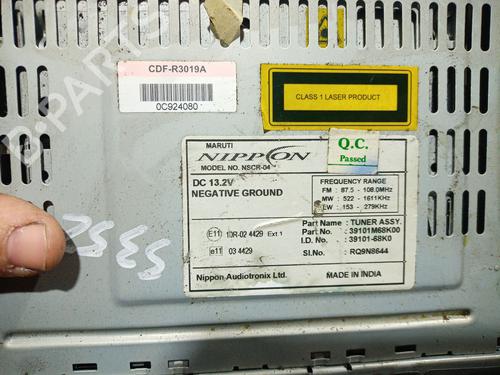 CDF-R3019A
0C924080
CLASS 1 LASER PRODUCT
Q.C.
Passed
MARUTI
NIPPON
MODEL NO. NSCR-04
DC 13.2V
NEGATIVE GROUND
FREQUENCY RANGE
FM : 87.5 - 108.0MHz
MW : 522 - 1611KHz
LW : 153 - 279KHz
E11 10R-02 4429 Ext.1
e11 03 4429
Part Name : TUNER ASSY.
Part No. : 39101M68K00
I.D No. : 39101-68K0
Sl.No. : RQ9N8644
Nippon Audiotronix Ltd.
MADE IN INDIA
B-PARTS